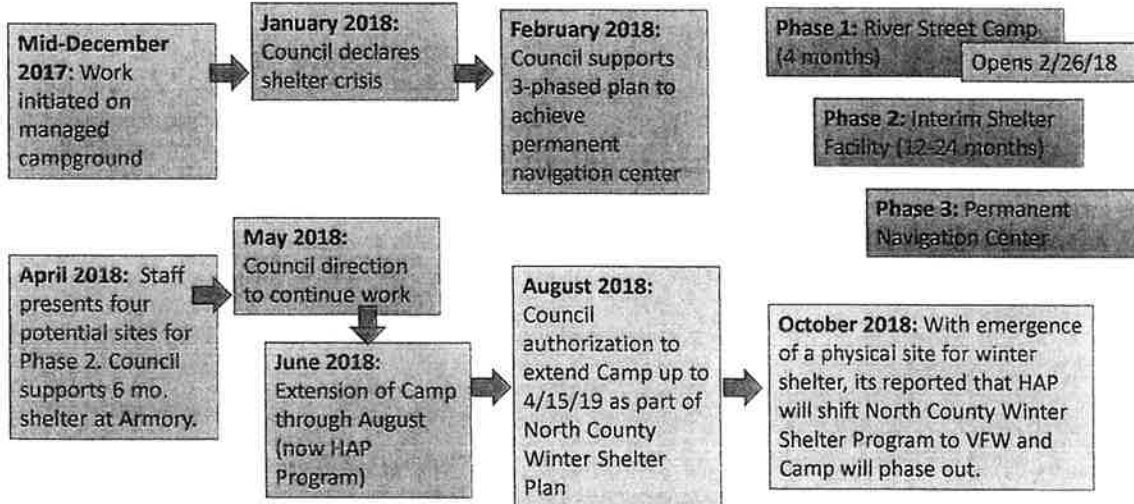 Mid-December
2017: Work
initiated on
managed
campground
January 2018:
Council declares
shelter crisis
February 2018:
Council supports
3-phased plan to
achieve
permanent
navigation center
Phase 1: River Street Camp
(4 months)
Opens 2/26/18
Phase 2: Interim Shelter
Facility (12-24 months)
Phase 3: Permanent
Navigation Center
April 2018: Staff
presents four
potential sites for
Phase 2. Council
supports 6 mo.
shelter at Armory.
May 2018:
Council direction
to continue work
June 2018:
Extension of Camp
through August
(now HAP
Program)
August 2018:
Council
authorization to
extend Camp up to
4/15/19 as part of
North County
Winter Shelter
Plan
October 2018: With emergence
of a physical site for winter
shelter, its reported that HAP
will shift North County Winter
Shelter Program to VFW and
Camp will phase out.